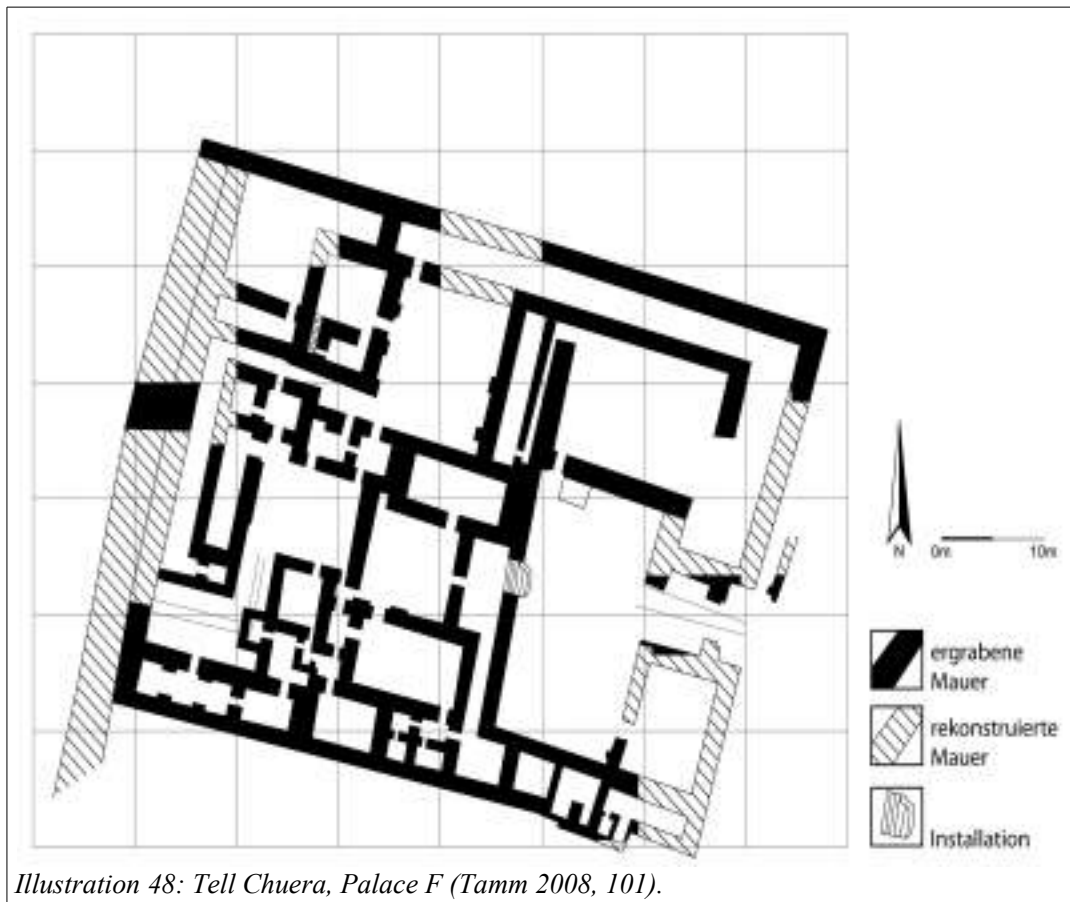 N
0m 10m
ergrabene
Mauer
rekonstruierte
Mauer
Installation
Illustration 48: Tell Chuera, Palace F (Tamm 2008, 101).